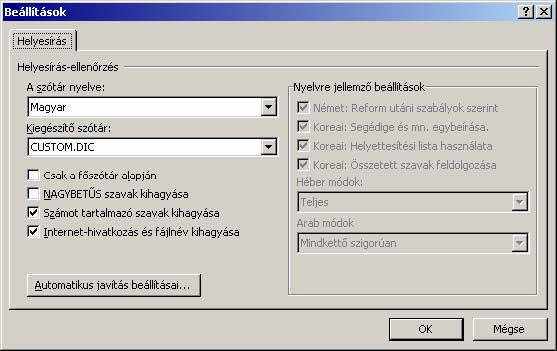 Beállítások
Helyesírás
Helyesírás-ellenőrzés
A szótár nyelve:
Magyar
Kiegészítő szótár:
CUSTOM.DIC
Csak a főszótár alapján
NAGYBETŰS szavak kihagyása
Számot tartalmazó szavak kihagyása
Internet-hivatkozás és fájlnév kihagyása
Automatikus javítás beállításai...
Nyelvre jellemző beállítások
Német: Reform utáni szabályok szerint
Koreai: Segédige és mn. egybeírása.
Koreai: Helyettesítési lista használata
Koreai: Összetett szavak feldolgozása
Héber módok:
Teljes
Arab módok
Mindkettő szigorúan
OK
Mégse